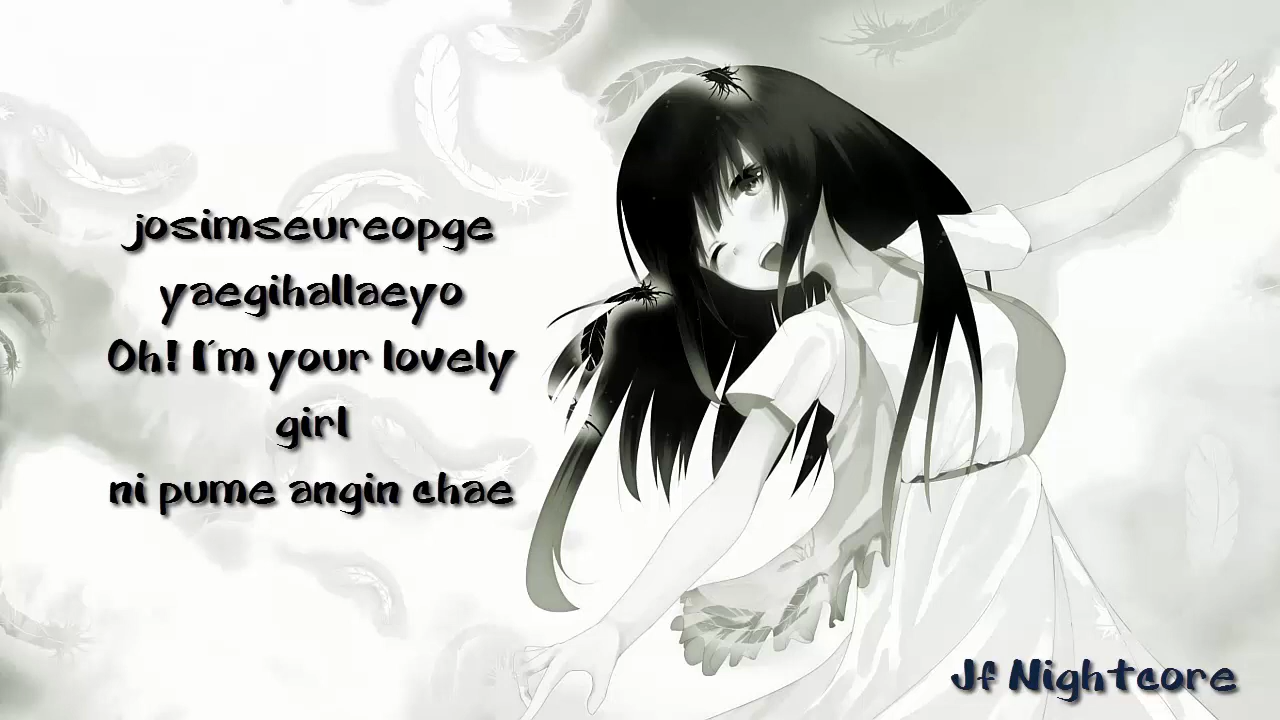 josimseureopge
yaegihallaeyo
Oh! I'm your lovely
girl
ni pume angin chae
Jf Nightcore